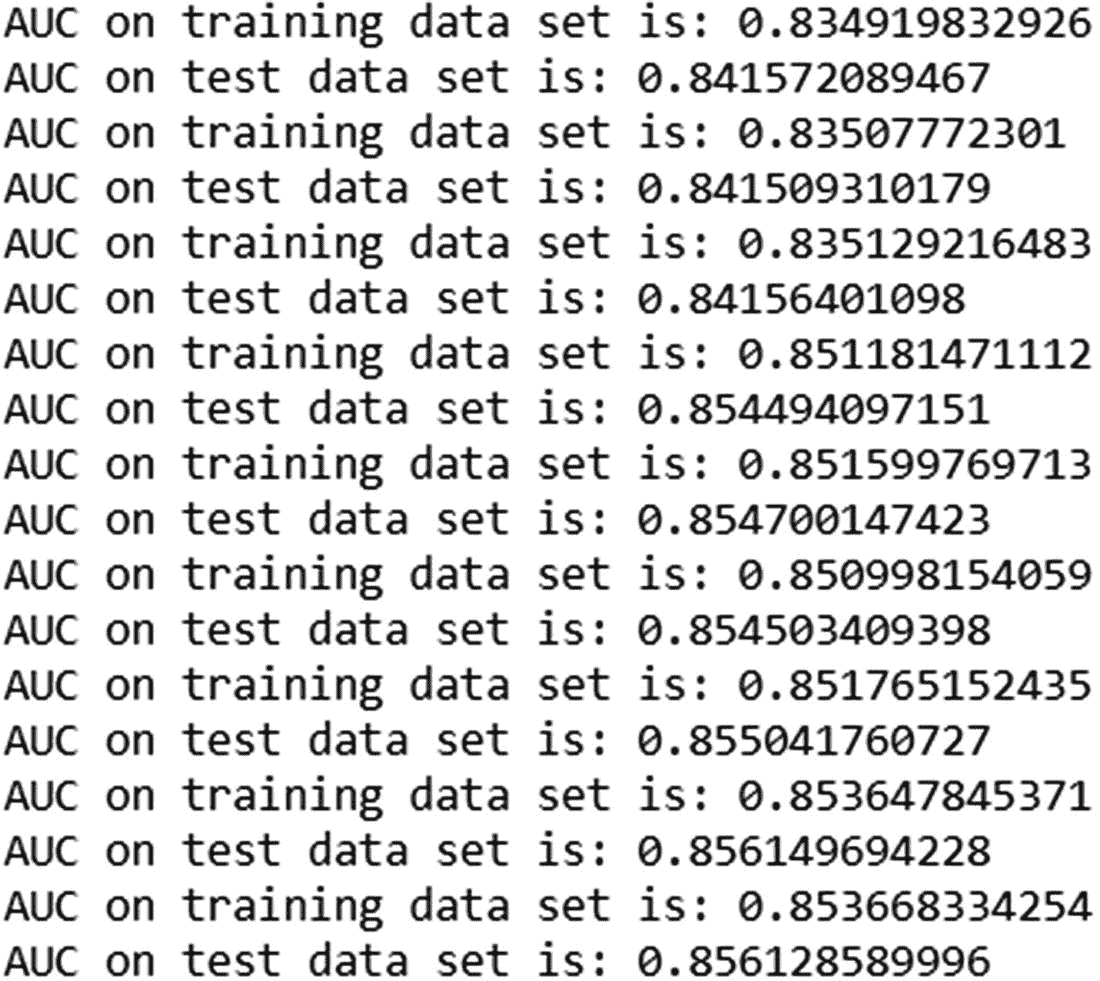 AUC on training data set is: 0.834919832926
AUC on test data set is: 0.841572089467
AUC on training data set is: 0.83507772301
AUC on test data set is: 0.841509310179
AUC on training data set is: 0.835129216483
AUC on test data set is: 0.84156401098
AUC on training data set is: 0.851181471112
AUC on test data set is: 0.854494097151
AUC on training data set is: 0.851599769713
AUC on test data set is: 0.854700147423
AUC on training data set is: 0.850998154059
AUC on test data set is: 0.854503409398
AUC on training data set is: 0.851765152435
AUC on test data set is: 0.855041760727
AUC on training data set is: 0.853647845371
AUC on test data set is: 0.856149694228
AUC on training data set is: 0.853668334254
AUC on test data set is: 0.856128589996